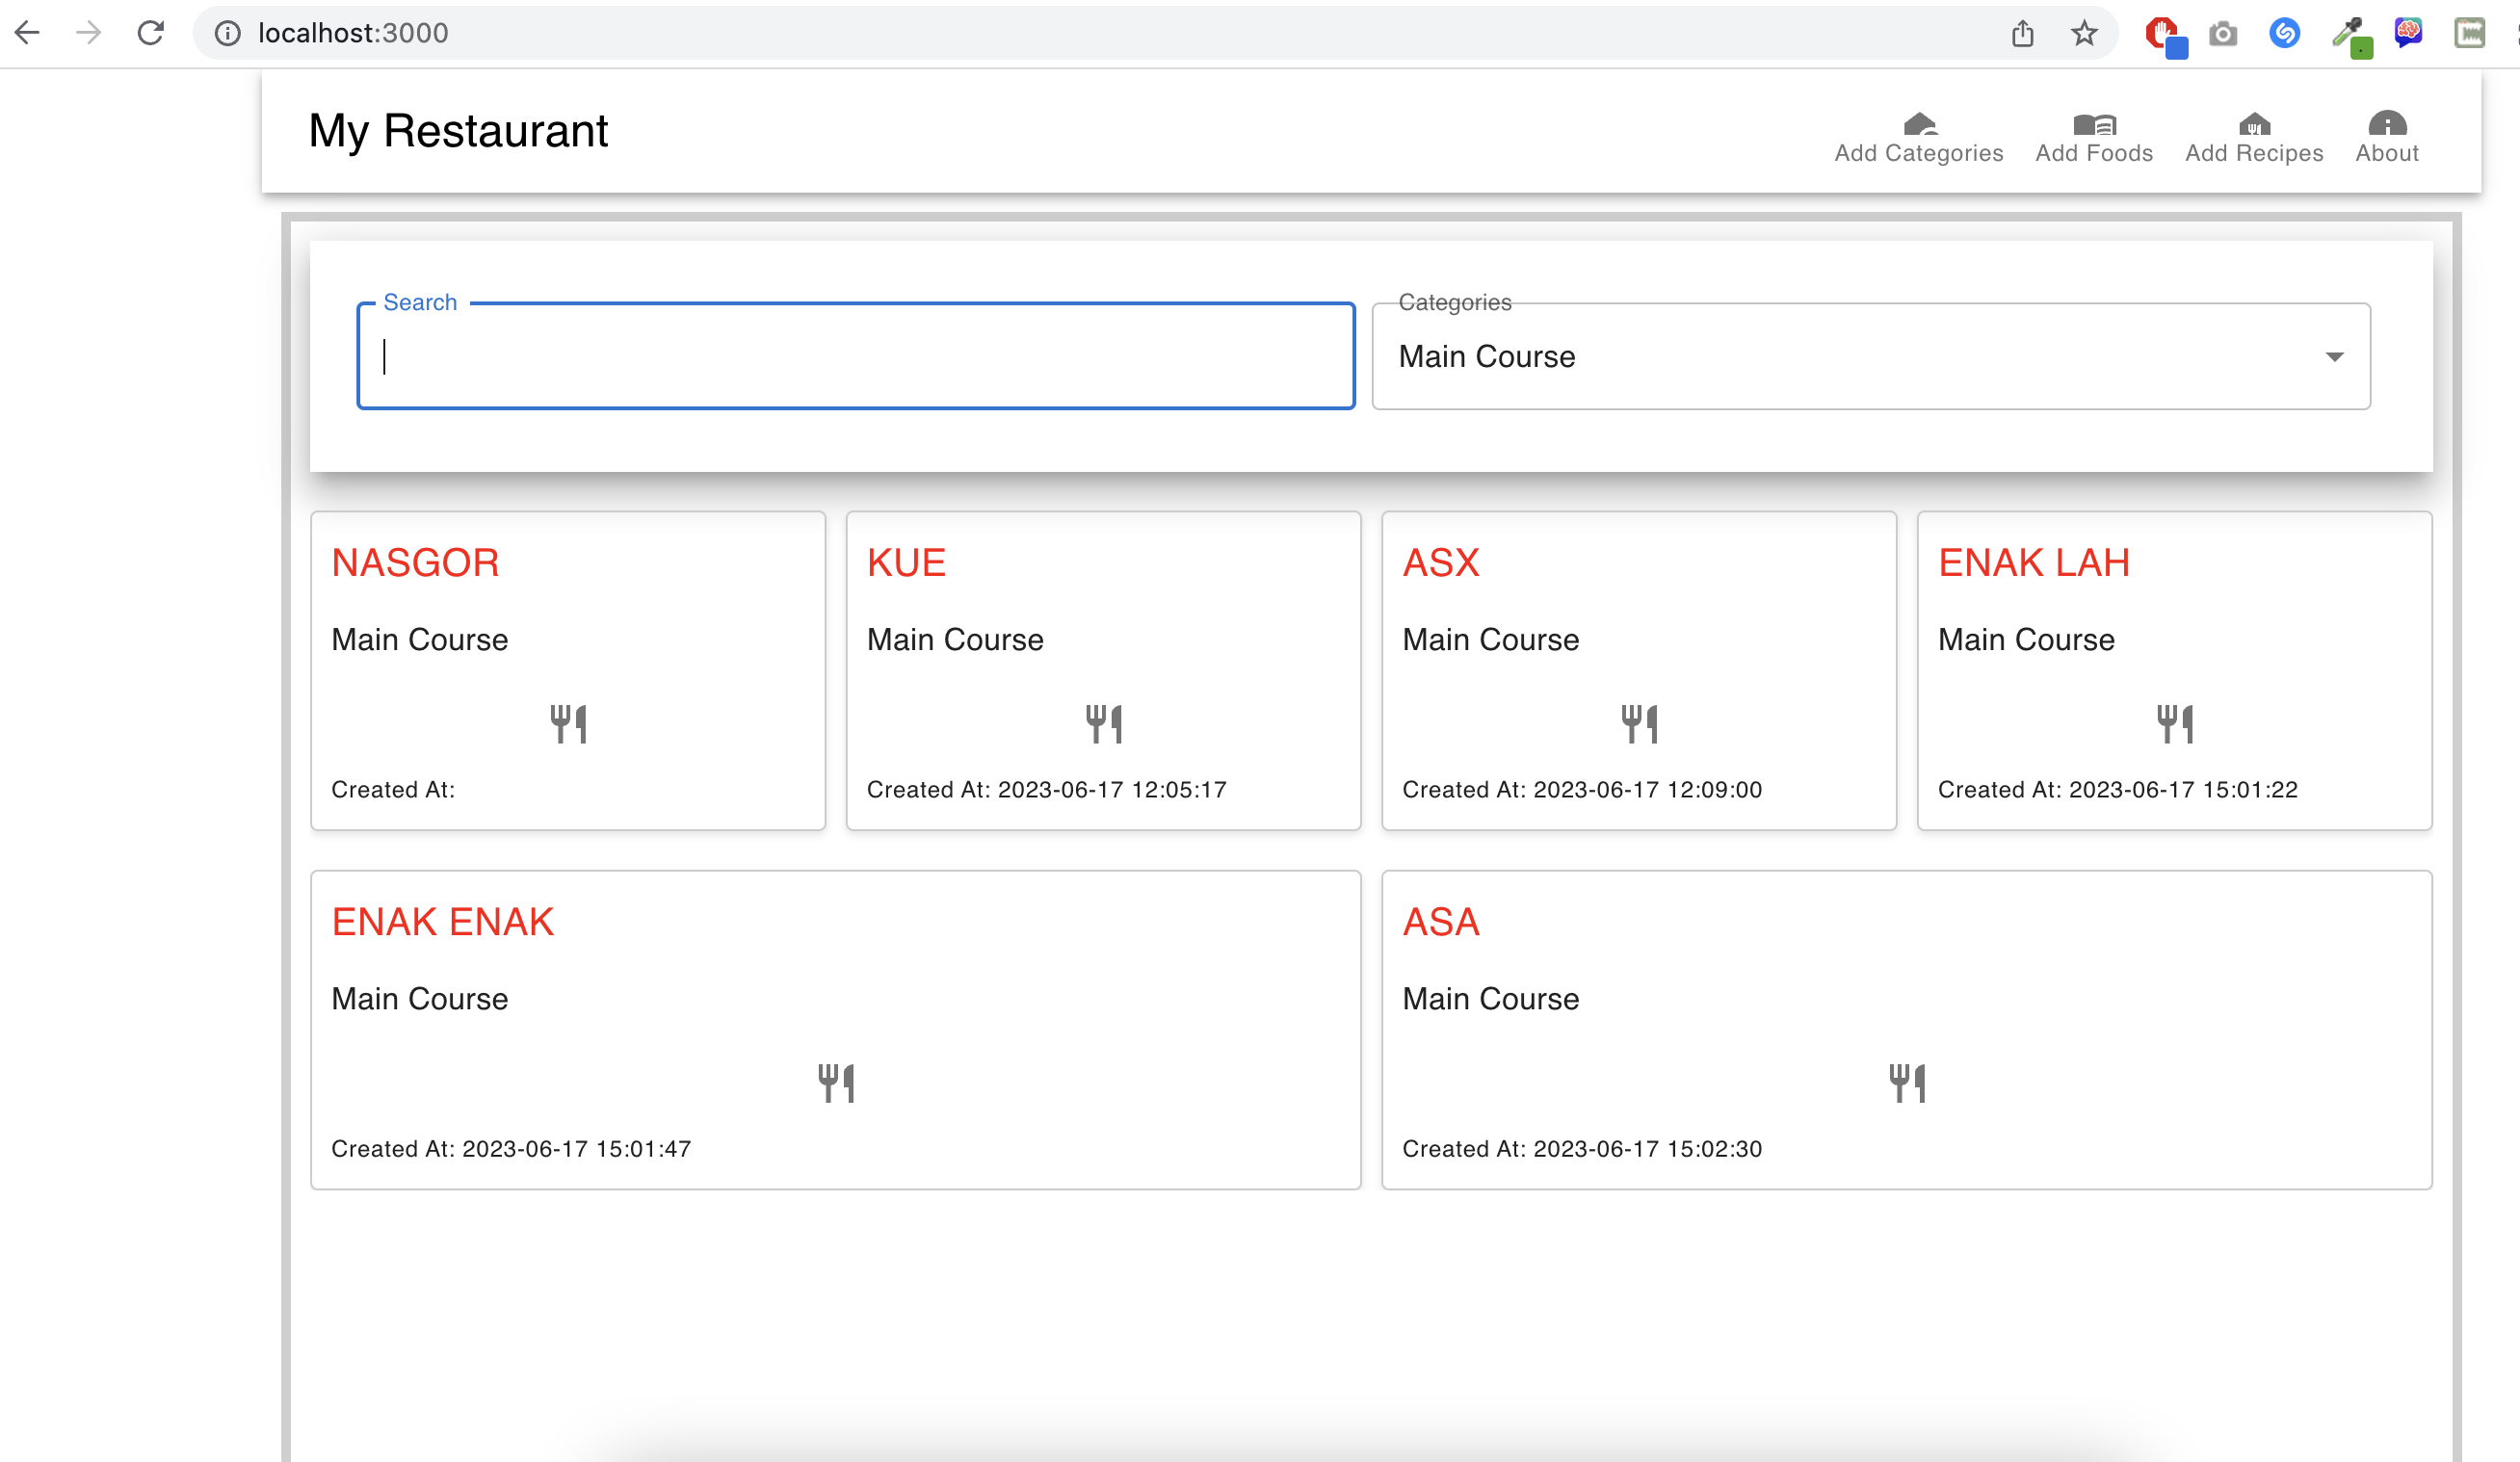 localhost:3000
My Restaurant
Add Categories
Add Foods
Add Recipes
About
Search
Categories
Main Course
NASGOR
Main Course
Created At:
KUE
Main Course
Created At: 2023-06-17 12:05:17
ASX
Main Course
Created At: 2023-06-17 12:09:00
ENAK LAH
Main Course
Created At: 2023-06-17 15:01:22
ENAK ENAK
Main Course
Created At: 2023-06-17 15:01:47
ASA
Main Course
Created At: 2023-06-17 15:02:30